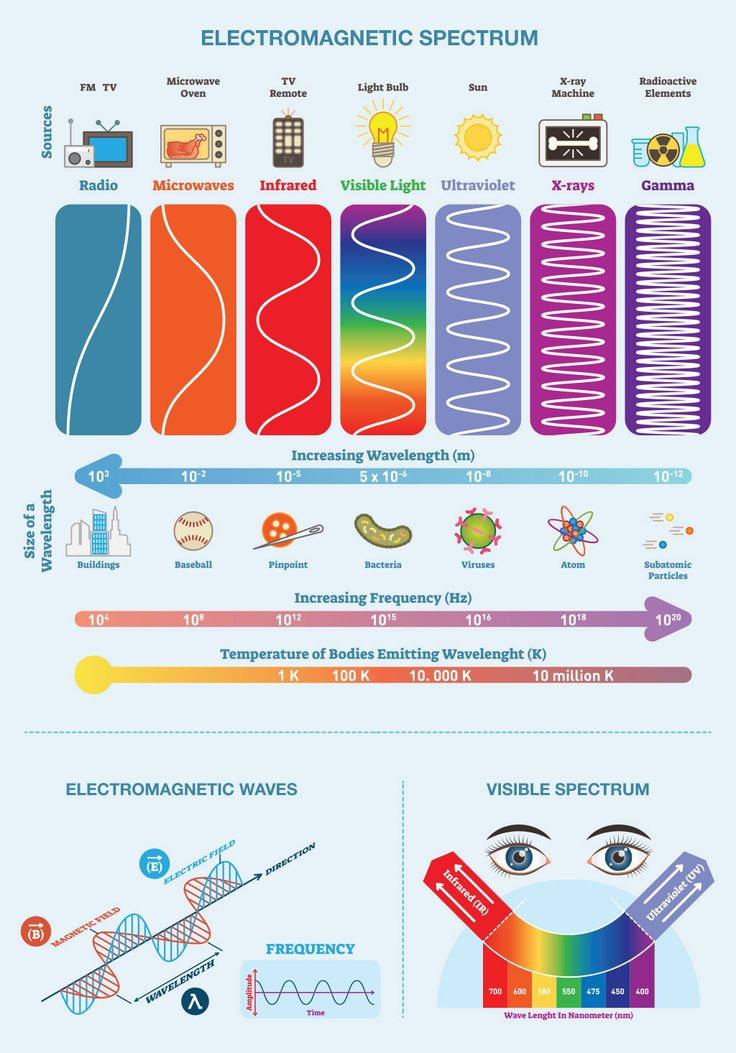 ELECTROMAGNETIC SPECTRUM
Sources
FM TV
Microwave
Oven
TV
Remote
Light Bulb
Sun
X-ray
Machine
Radioactive
Elements
TV
Radio
Microwaves
Infrared
Visible Light
Ultraviolet
X-rays
Gamma
Increasing Wavelength (m)
10³ 10⁻² 10⁻⁵ 5 x 10⁻⁶ 10⁻⁸ 10⁻¹⁰ 10⁻¹²
Size of a
Wavelength
Buildings
Baseball
Pinpoint
Bacteria
Viruses
Atom
Subatomic
Particles
Increasing Frequency (Hz)
10⁴ 10⁸ 10¹² 10¹⁵ 10¹⁶ 10¹⁸ 10²⁰
Temperature of Bodies Emitting Wavelenght (K)
1 K 100 K 10. 000 K 10 million K
ELECTROMAGNETIC WAVES
(E)
ELECTRIC FIELD
DIRECTION
(B)
MAGNETIC FIELD
WAVELENGTH
λ
FREQUENCY
Amplitude
Time
VISIBLE SPECTRUM
Infrared (IR)
Ultraviolet (UV)
700 600 580 550 475 450 400
Wave Lenght In Nanometer (nm)